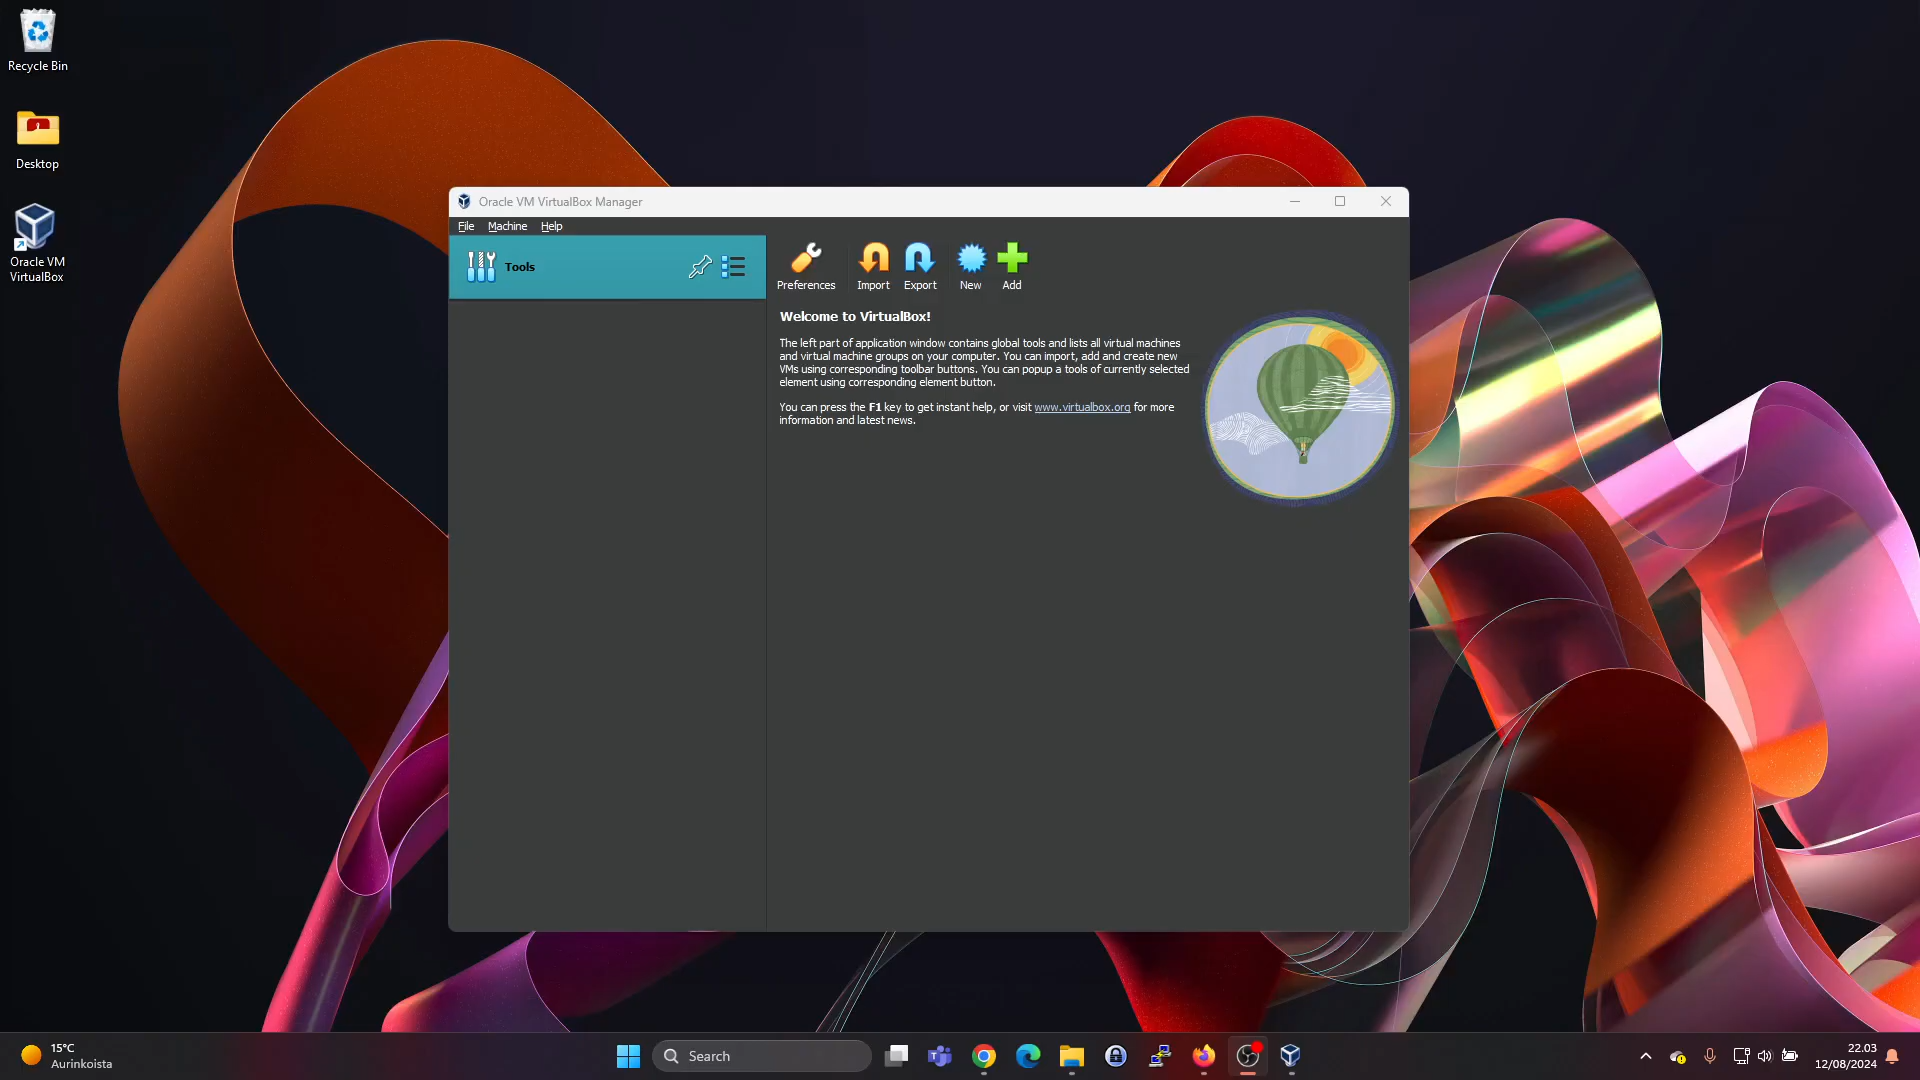 Recycle Bin
Desktop
Oracle VM
VirtualBox
Oracle VM VirtualBox Manager
File Machine Help
Tools
Preferences Import Export New Add
Welcome to VirtualBox!
The left part of application window contains global tools and lists all virtual machines
and virtual machine groups on your computer. You can import, add and create new
VMs using corresponding toolbar buttons. You can popup a tools of currently selected
element using corresponding element button.
You can press the F1 key to get instant help, or visit www.virtualbox.org for more
information and latest news.
15°C
Aurinkoista
Search
22.03
12/08/2024